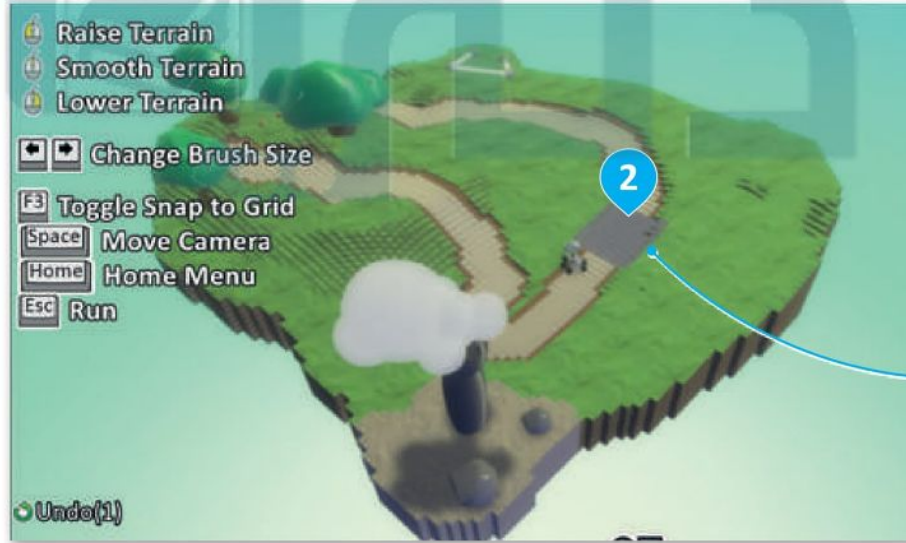 Raise Terrain
Smooth Terrain
Lower Terrain
Change Brush Size
F3 Toggle Snap to Grid
Space Move Camera
Home Home Menu
Esc Run
2
Undo(1)